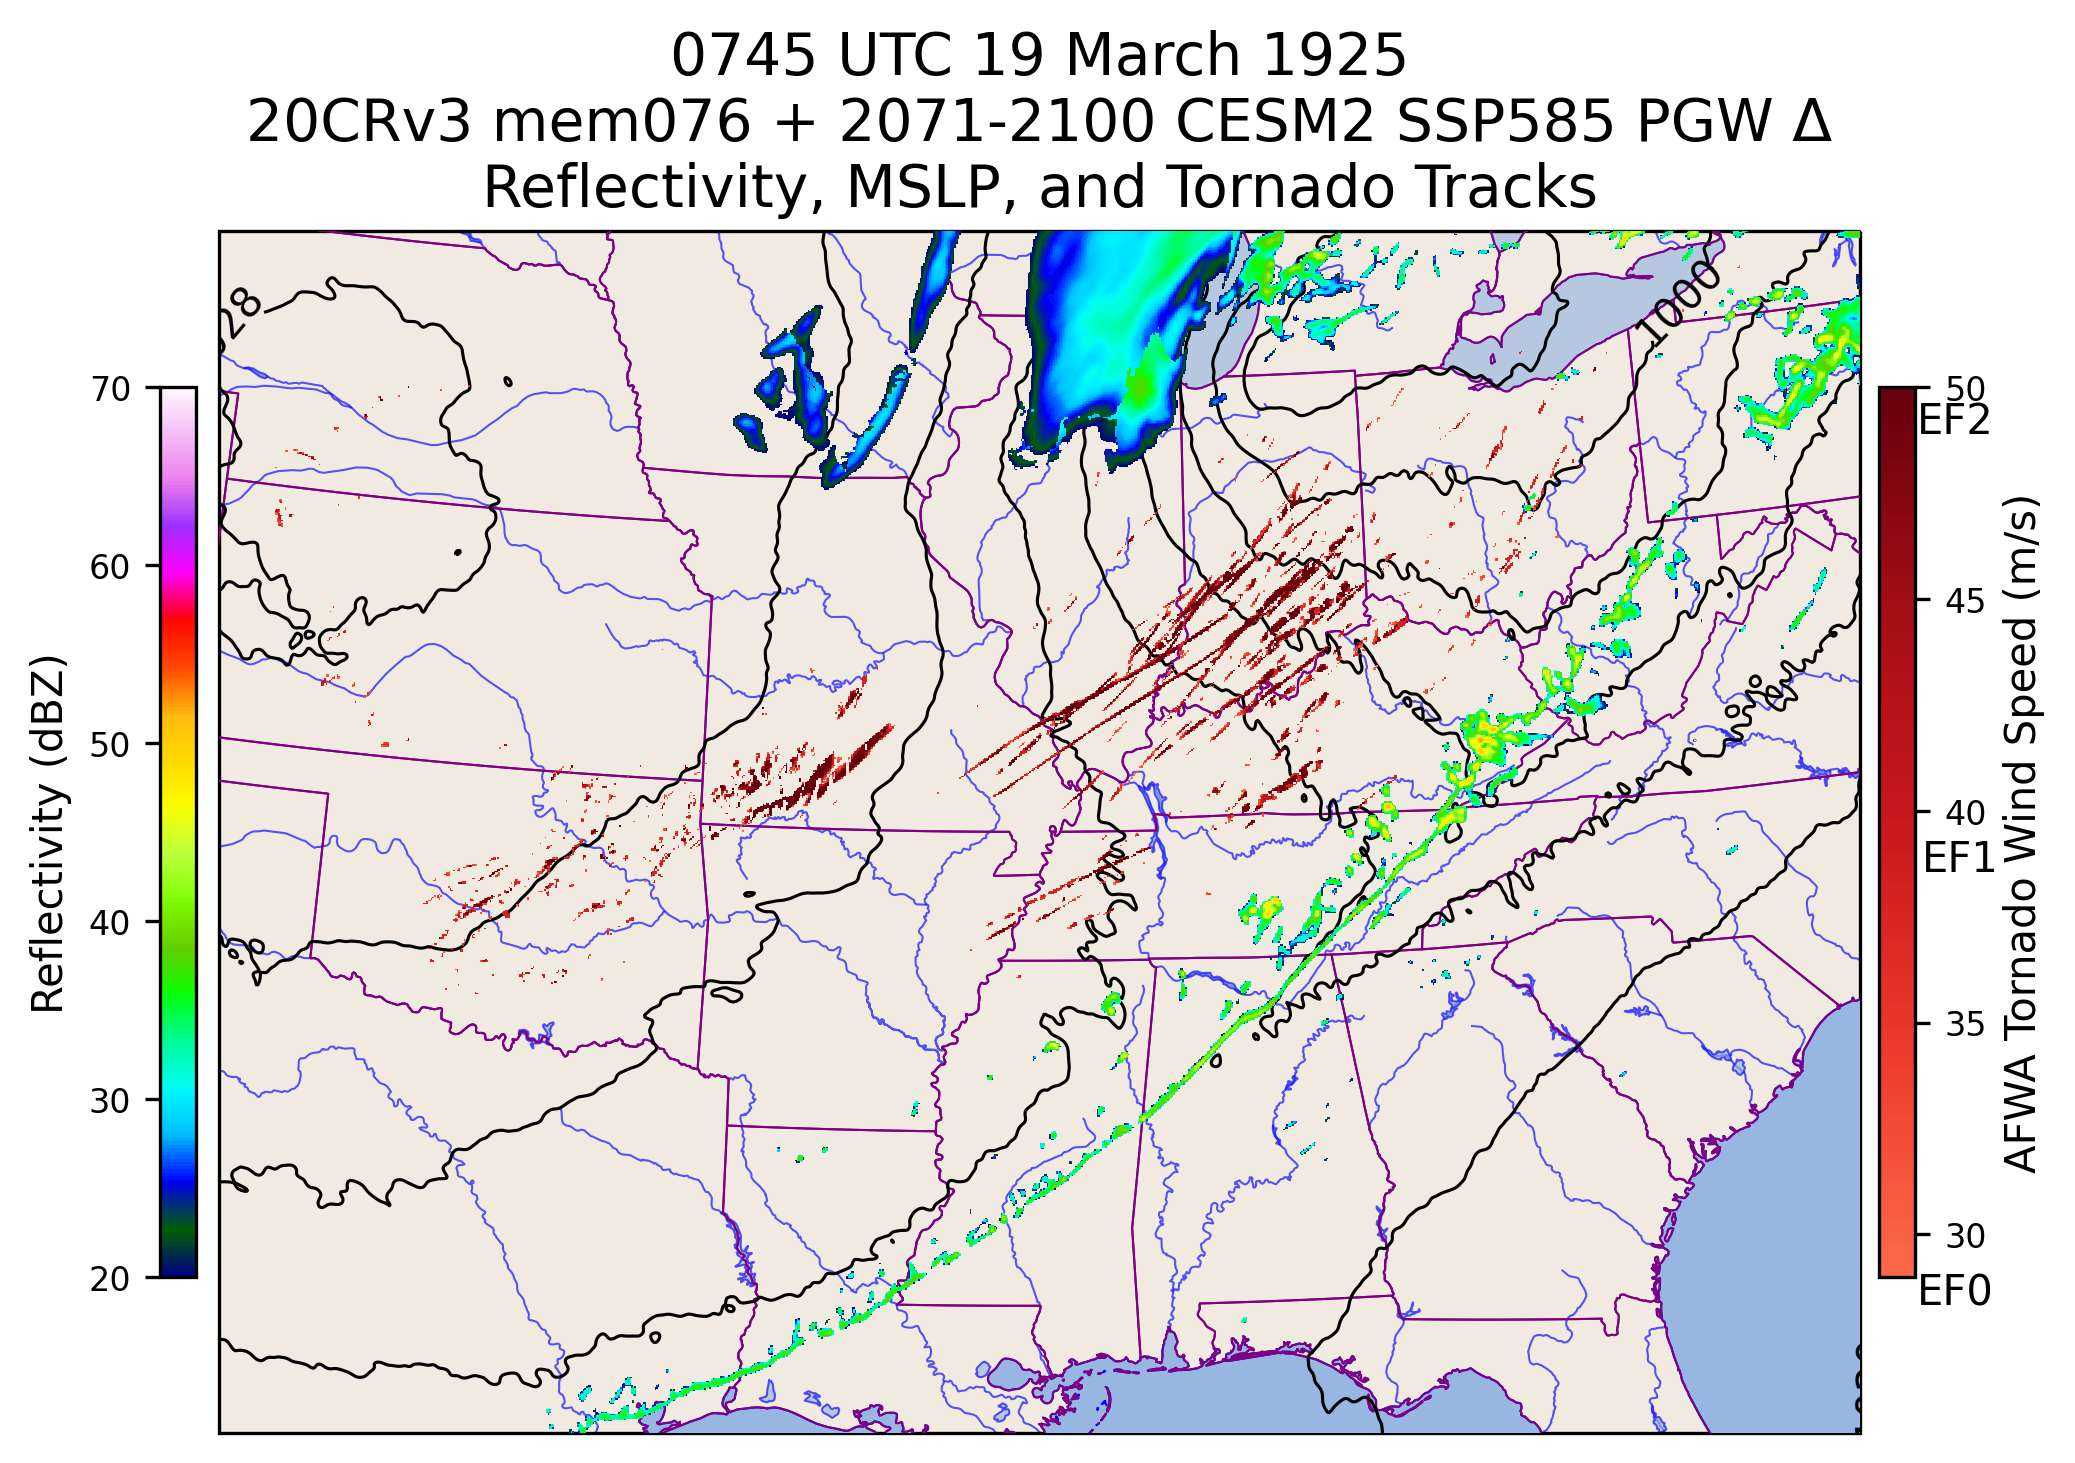 0745 UTC 19 March 1925
20CRv3 mem076 + 2071-2100 CESM2 SSP585 PGW Δ
Reflectivity, MSLP, and Tornado Tracks
28
1000
70
60
50
40
30
20
Reflectivity (dBZ)
50
EF2
45
40
EF1
35
30
EF0
AFWA Tornado Wind Speed (m/s)